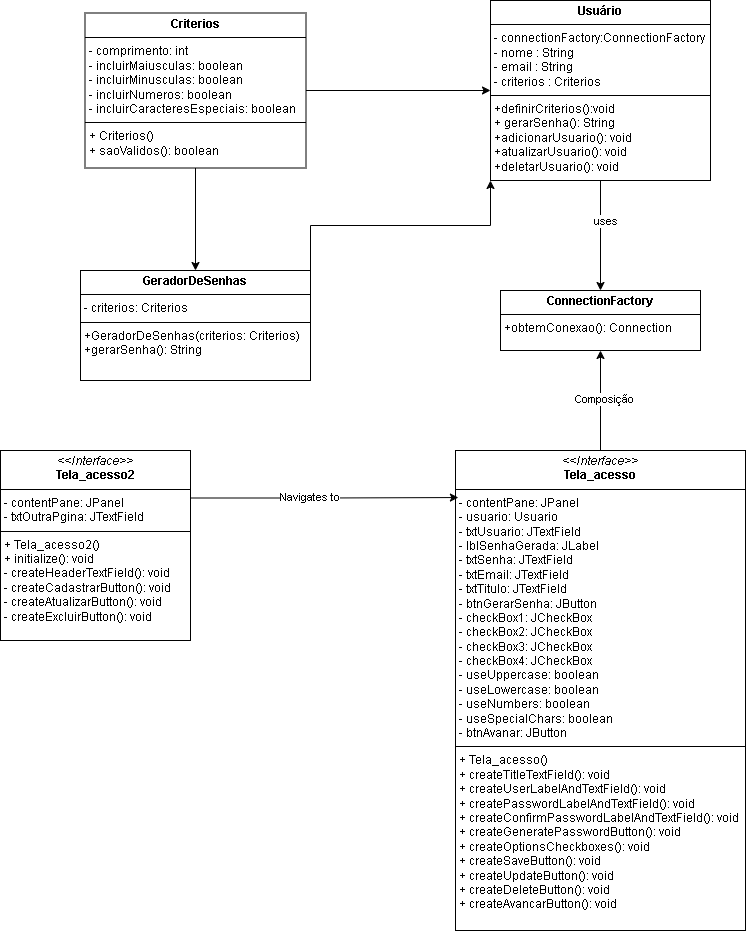 Criterios
- comprimento: int
- incluirMaiusculas: boolean
- incluirMinusculas: boolean
- incluirNumeros: boolean
- incluirCaracteresEspeciais: boolean
+ Criterios()
+ saoValidos(): boolean
Usuário
- connectionFactory:ConnectionFactory
- nome : String
- email : String
- criterios : Criterios
+definirCriterios():void
+ gerarSenha(): String
+adicionarUsuario(): void
+atualizarUsuario(): void
+deletarUsuario(): void
uses
GeradorDeSenhas
- criterios: Criterios
+GeradorDeSenhas(criterios: Criterios)
+gerarSenha(): String
ConnectionFactory
+obtemConexao(): Connection
Composição
<<Interface>>
Tela_acesso2
- contentPane: JPanel
- txtOutraPgina: JTextField
+ Tela_acesso2()
+ initialize(): void
- createHeaderTextField(): void
- createCadastrarButton(): void
- createAtualizarButton(): void
- createExcluirButton(): void
Navigates to
<<Interface>>
Tela_acesso
- contentPane: JPanel
- usuario: Usuario
- txtUsuario: JTextField
- lblSenhaGerada: JLabel
- txtSenha: JTextField
- txtEmail: JTextField
- txtTitulo: JTextField
- btnGerarSenha: JButton
- checkBox1: JCheckBox
- checkBox2: JCheckBox
- checkBox3: JCheckBox
- checkBox4: JCheckBox
- useUppercase: boolean
- useLowercase: boolean
- useNumbers: boolean
- useSpecialChars: boolean
- btnAvanar: JButton
+ Tela_acesso()
+ createTitleTextField(): void
+ createUserLabelAndTextField(): void
+ createPasswordLabelAndTextField(): void
+ createConfirmPasswordLabelAndTextField(): void
+ createGeneratePasswordButton(): void
+ createOptionsCheckboxes(): void
+ createSaveButton(): void
+ createUpdateButton(): void
+ createDeleteButton(): void
+ createAvancarButton(): void